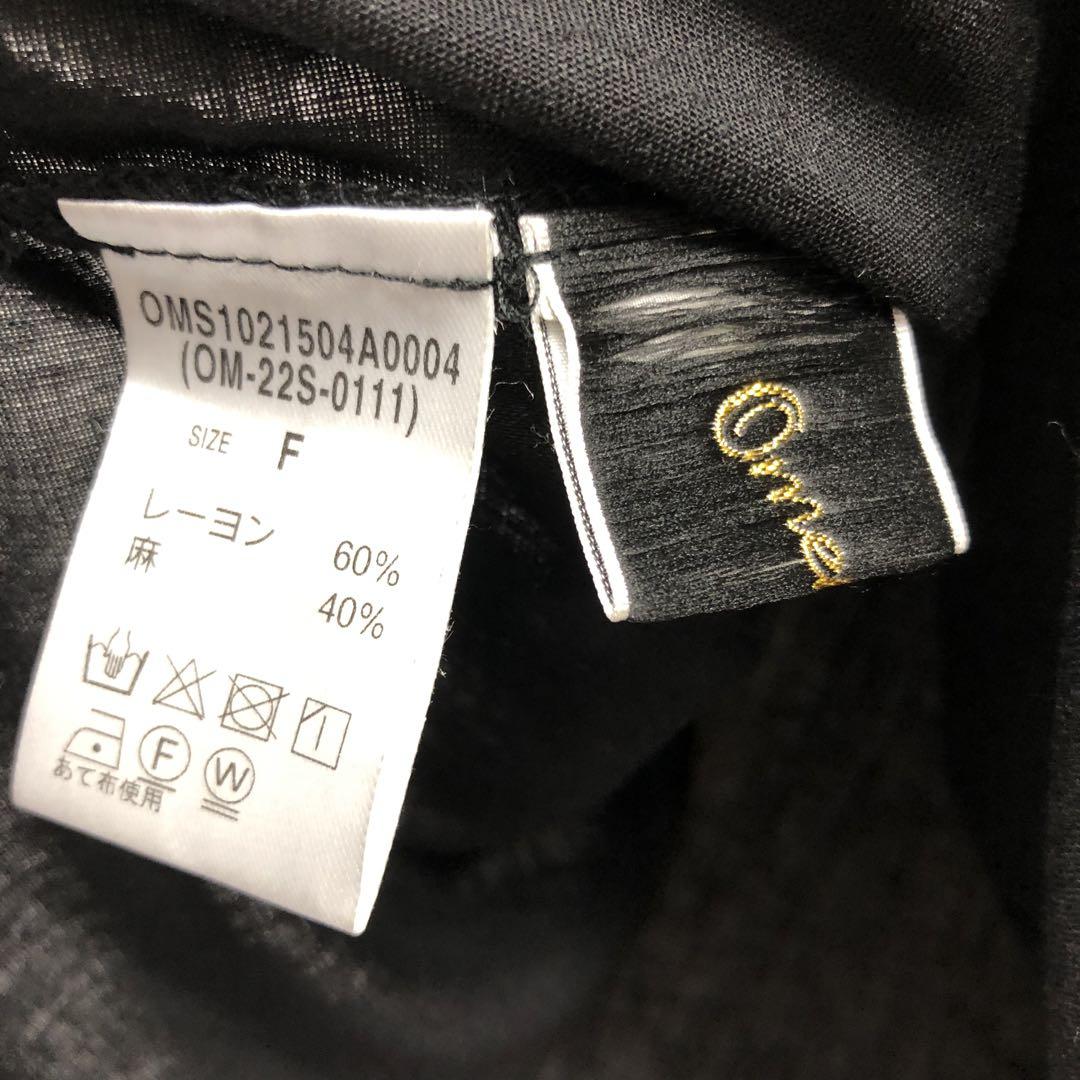 OMS1021504A0004
(OM-22S-0111)
SIZE F
レーヨン 60%
麻 40%
F W
あて布使用